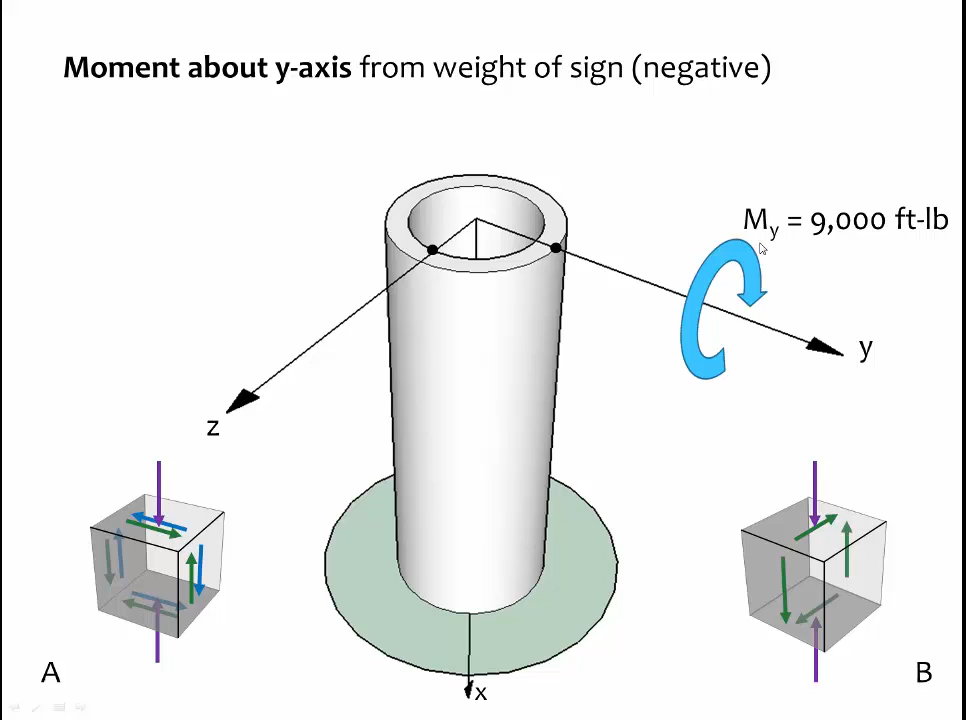 Moment about y-axis from weight of sign (negative)
My = 9,000 ft-lb
y
z
A
B
x